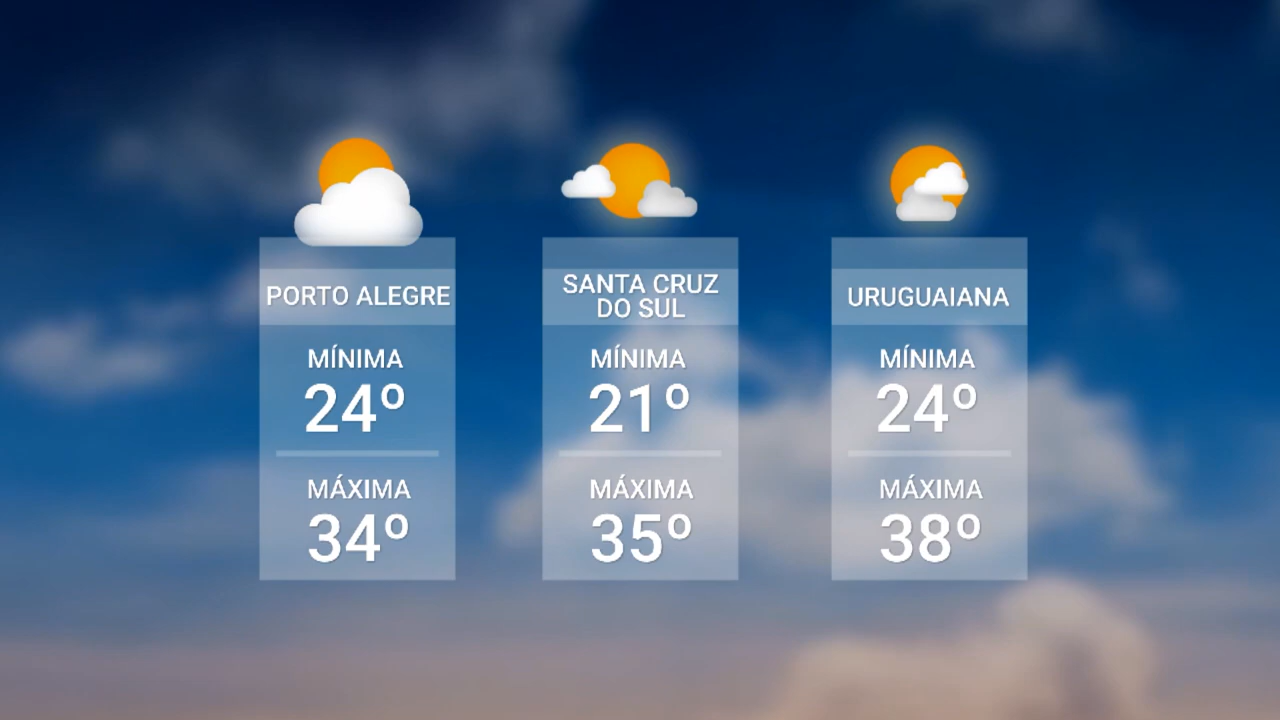 PORTO ALEGRE
MÍNIMA
24º
MÁXIMA
34º
SANTA CRUZ
DO SUL
MÍNIMA
21º
MÁXIMA
35º
URUGUAIANA
MÍNIMA
24º
MÁXIMA
38º